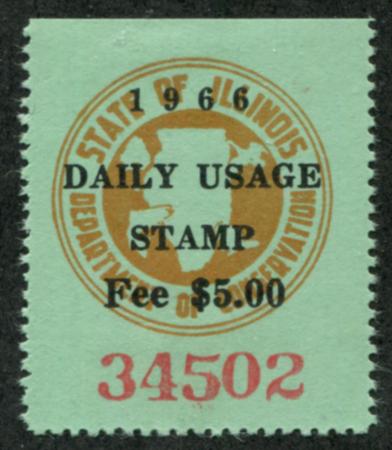 1966
STATE OF ILLINOIS
DAILY USAGE
STAMP
Fee $5.00
DEPARTMENT OF CONSERVATION
34502